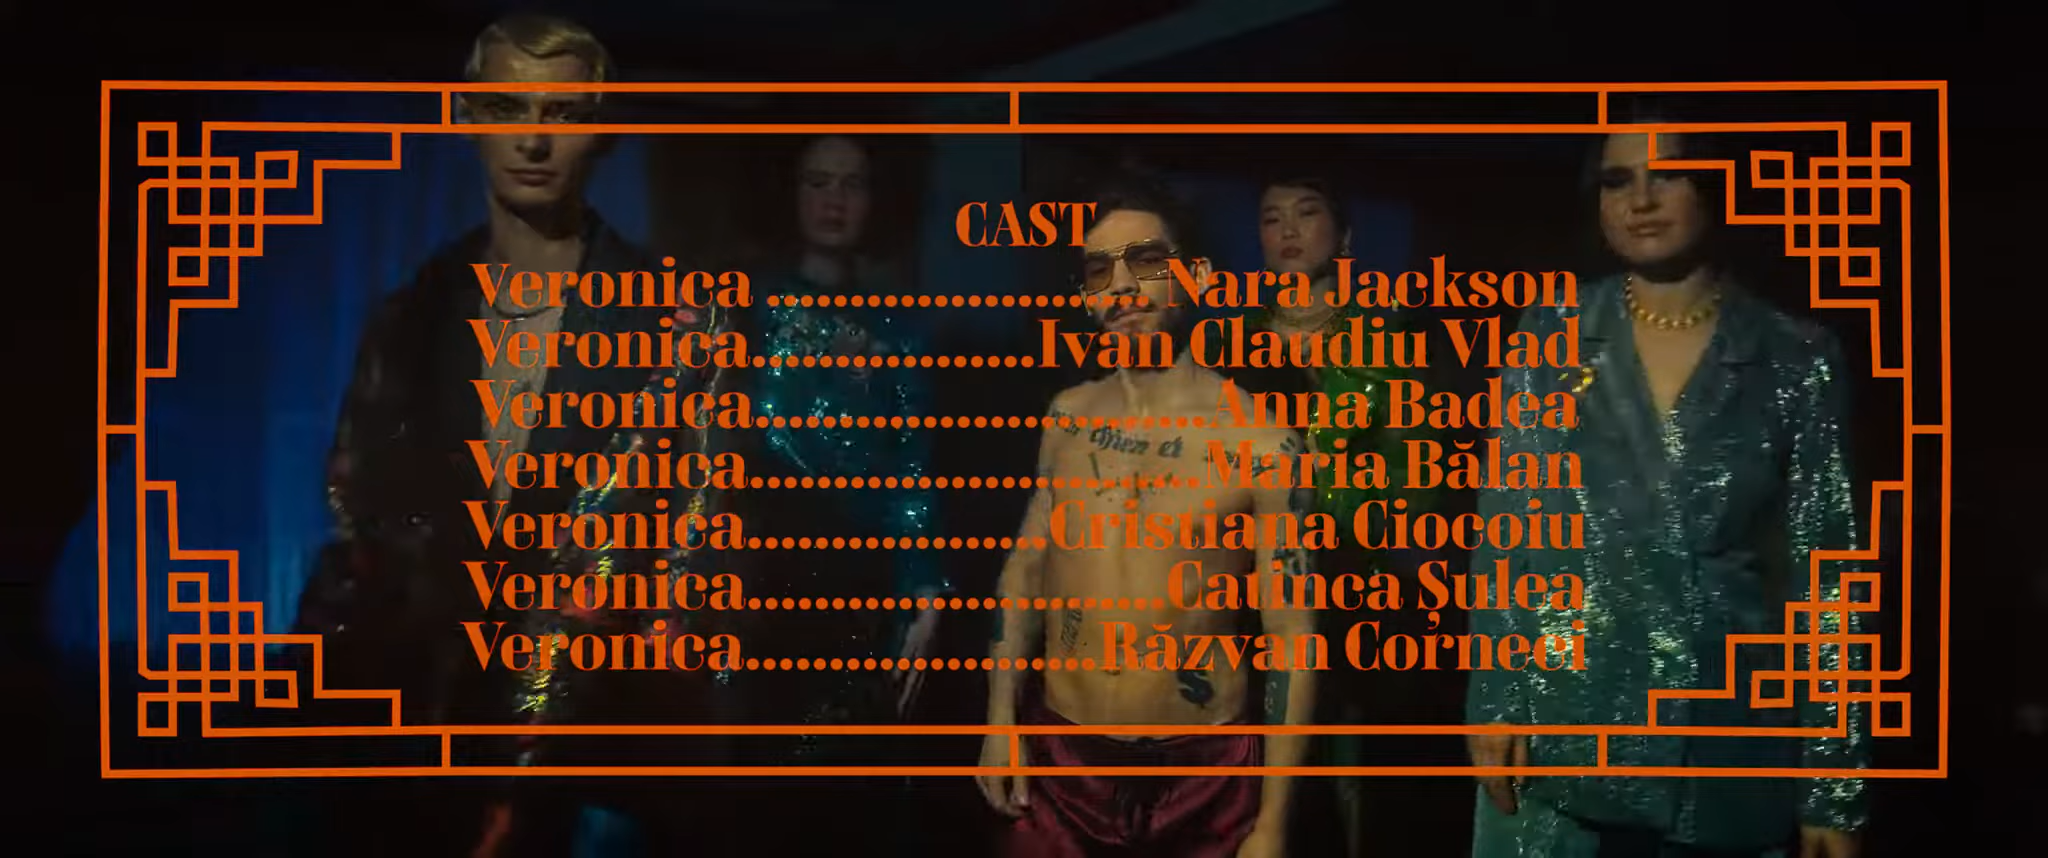 CAST
Veronica ........................ Nara Jackson
Veronica..................Ivan Claudiu Vlad
Veronica............................Anna Badea
Veronica............................Maria Bălan
Veronica...................Cristiana Ciocoiu
Veronica..........................Catinca Șulea
Veronica......................Răzvan Corneci